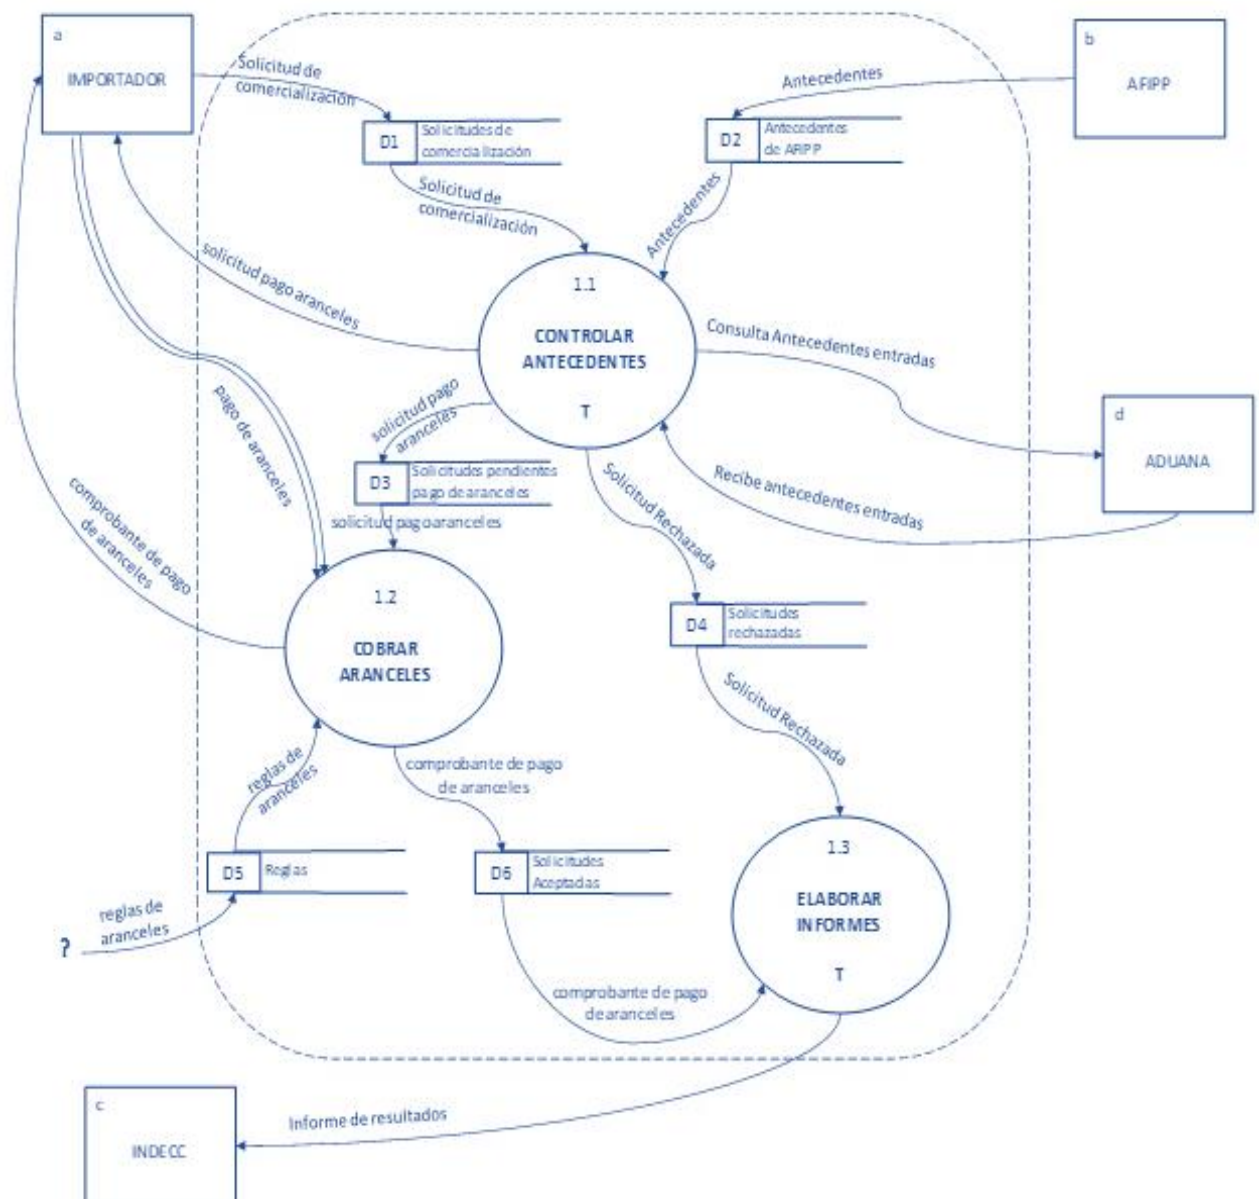 a
IMPORTADOR
b
AFIPP
Solicitud de
comercialización
Antecedentes
D1
Solicitudes de
comercialización
D2
Antecedentes
de AFIPP
Solicitud de
comercialización
Antecedentes
solicitud pago aranceles
1.1
CONTROLAR
ANTECEDENTES
T
Consulta Antecedentes entradas
d
ADUANA
pago de aranceles
solicitud pago
aranceles
D3
Solicitudes pendientes
pago de aranceles
solicitud pago aranceles
Solicitud Rechazada
Recibe antecedentes entradas
comprobante de pago
de aranceles
1.2
COBRAR
ARANCELES
D4
Solicitudes
rechazadas
Solicitud Rechazada
reglas de
aranceles
comprobante de pago
de aranceles
D5
Reglas
D6
Solicitudes
Aceptadas
1.3
ELABORAR
INFORMES
T
reglas de
aranceles
?
comprobante de pago
de aranceles
c
INDECC
Informe de resultados